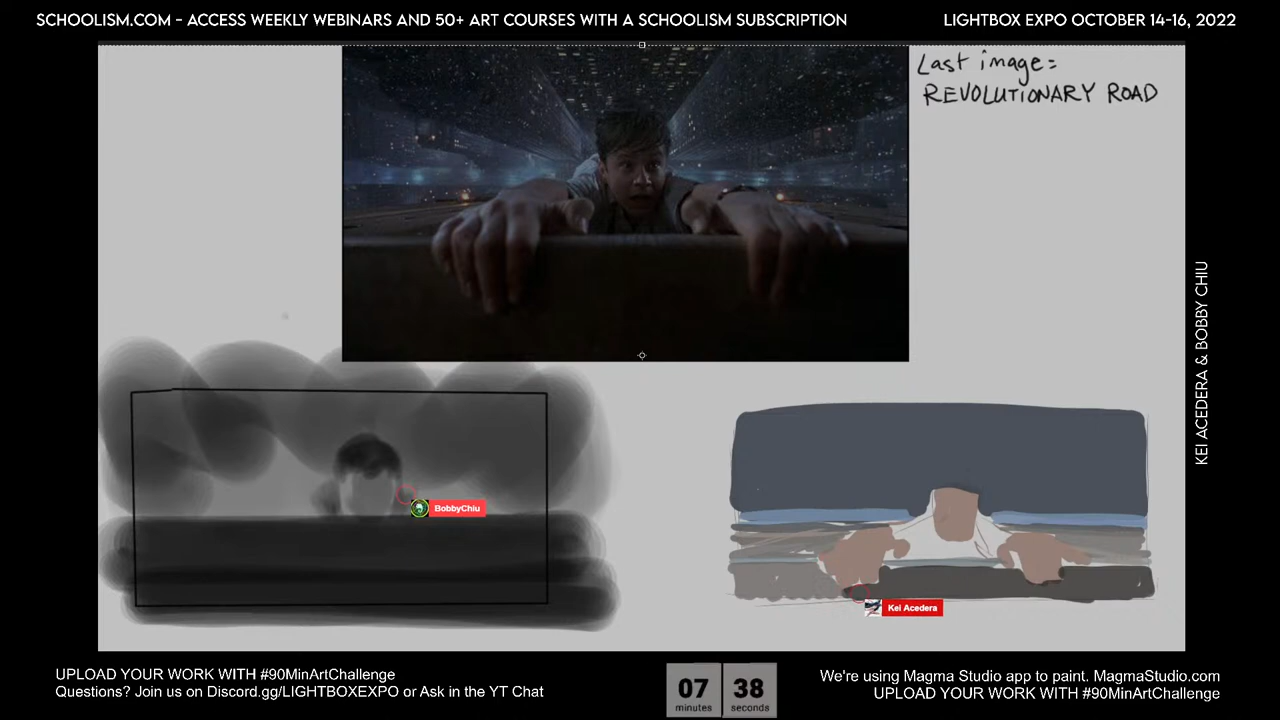 SCHOOLISM.COM - ACCESS WEEKLY WEBINARS AND 50+ ART COURSES WITH A SCHOOLISM SUBSCRIPTION
LIGHTBOX EXPO OCTOBER 14-16, 2022
Last image=
REVOLUTIONARY ROAD
KEI ACEDERA & BOBBY CHIU
BobbyChiu
Kei Acedera
UPLOAD YOUR WORK WITH #90MinArtChallenge
Questions? Join us on Discord.gg/LIGHTBOXEXPO or Ask in the YT Chat
07
minutes
38
seconds
We're using Magma Studio app to paint. MagmaStudio.com
UPLOAD YOUR WORK WITH #90MinArtChallenge